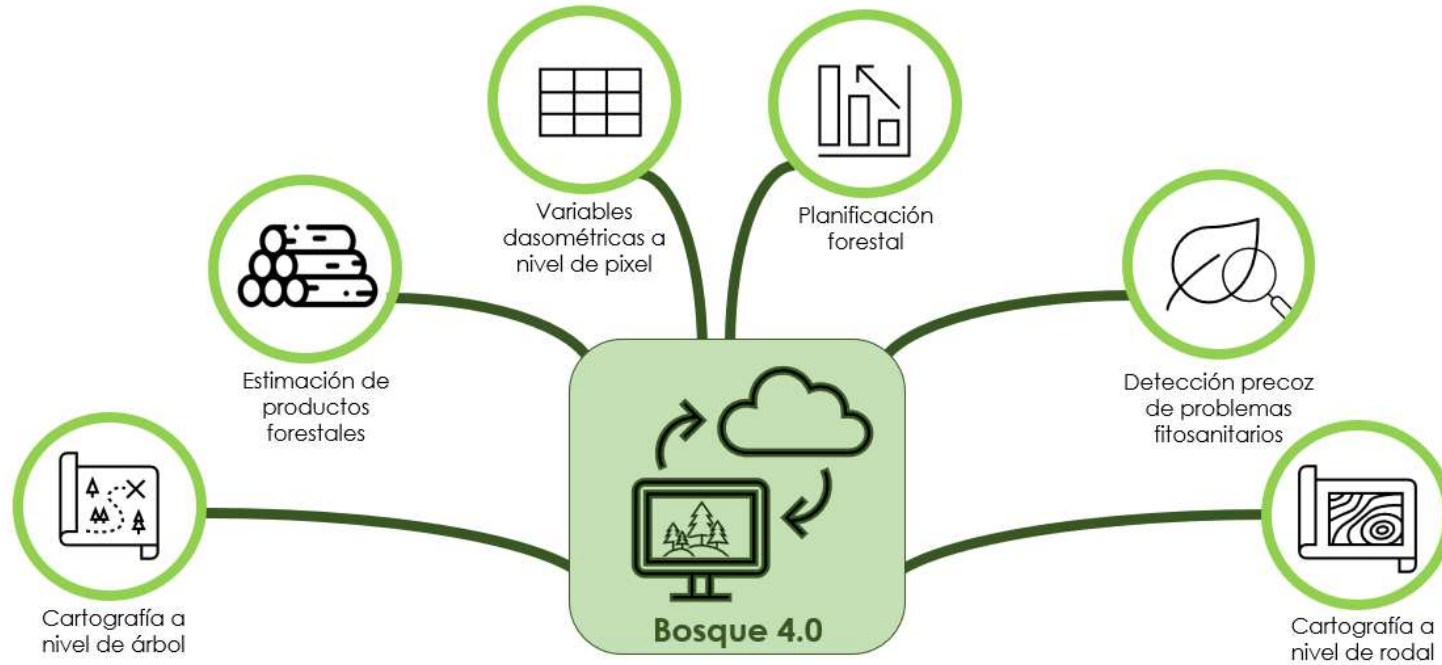 Variables
dasométricas a
nivel de pixel
Planificación
forestal
Estimación de
productos
forestales
Detección precoz
de problemas
fitosanitarios
Cartografía a
nivel de árbol
Bosque 4.0
Cartografía a
nivel de rodal